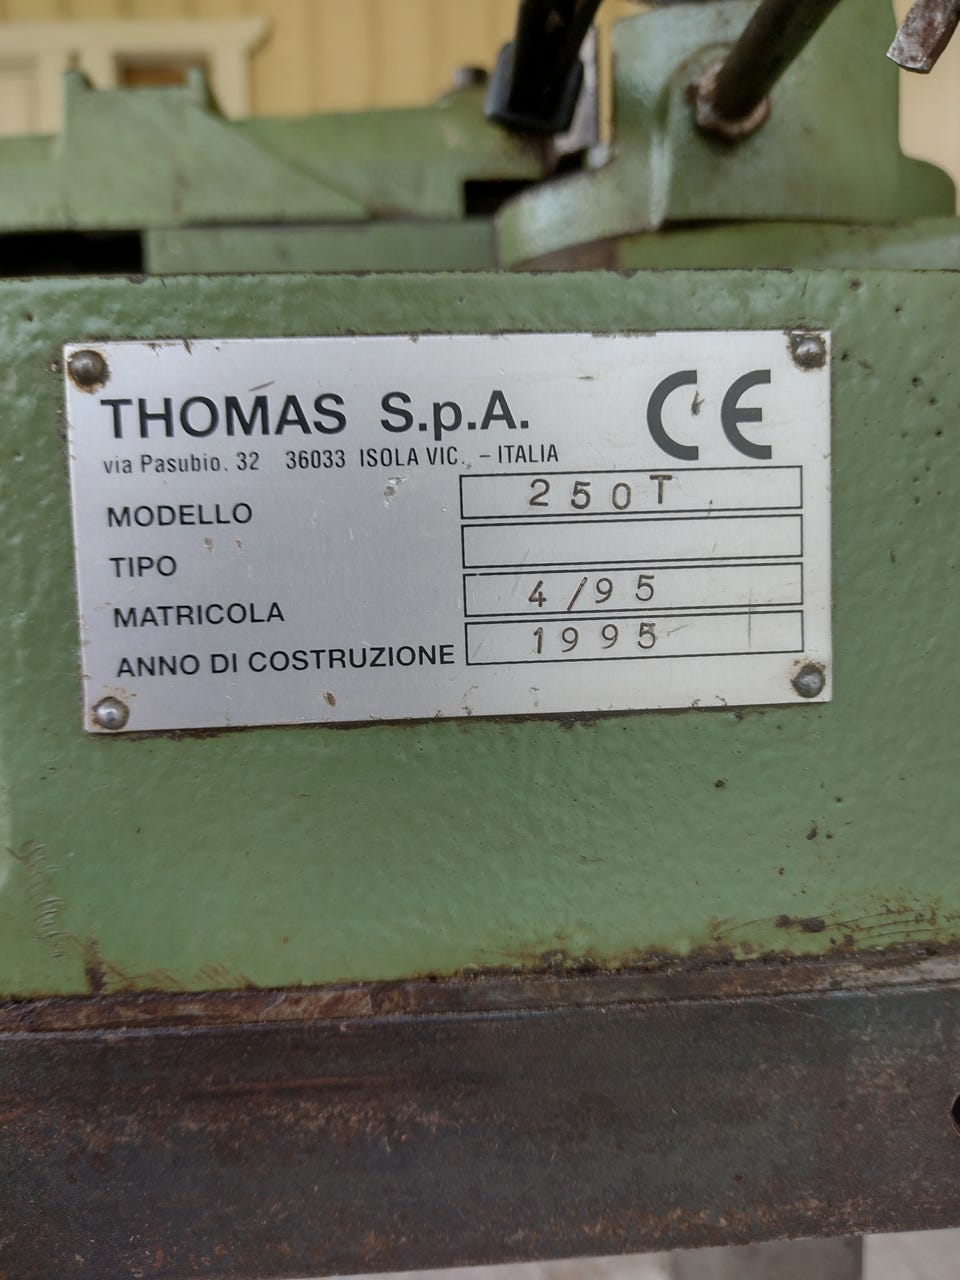 THOMAS S.p.A.
CE
via Pasubio, 32 36033 ISOLA VIC. - ITALIA
MODELLO 250T
TIPO
MATRICOLA 4/95
ANNO DI COSTRUZIONE 1995